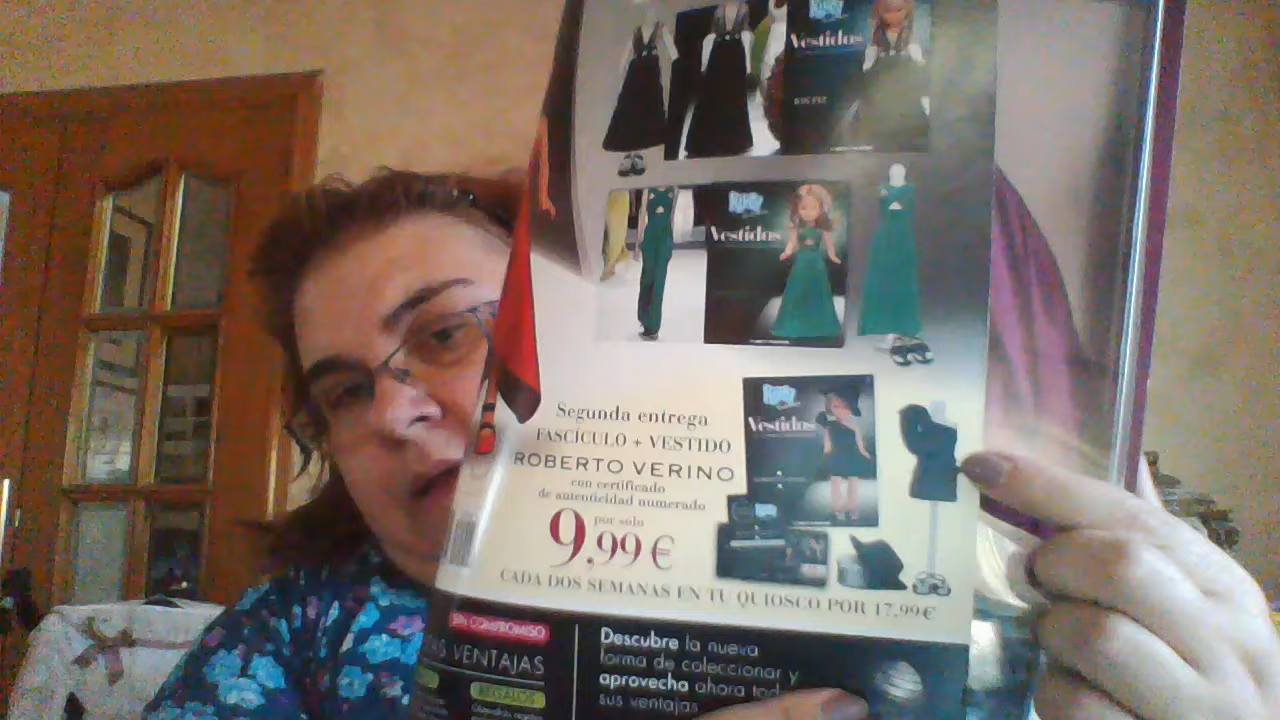 Vestidos
Vestidos
Segunda entrega
FASCÍCULO + VESTIDO
ROBERTO VERINO
con certificado
de autenticidad numerado
por sólo
9,99€
CADA DOS SEMANAS EN TU QUIOSCO POR 17,99€
Vestidos
SIN COMPROMISO
VENTAJAS
REGALOS
Descubre la nueva
forma de coleccionar y
aprovecha ahora
sus ventajas